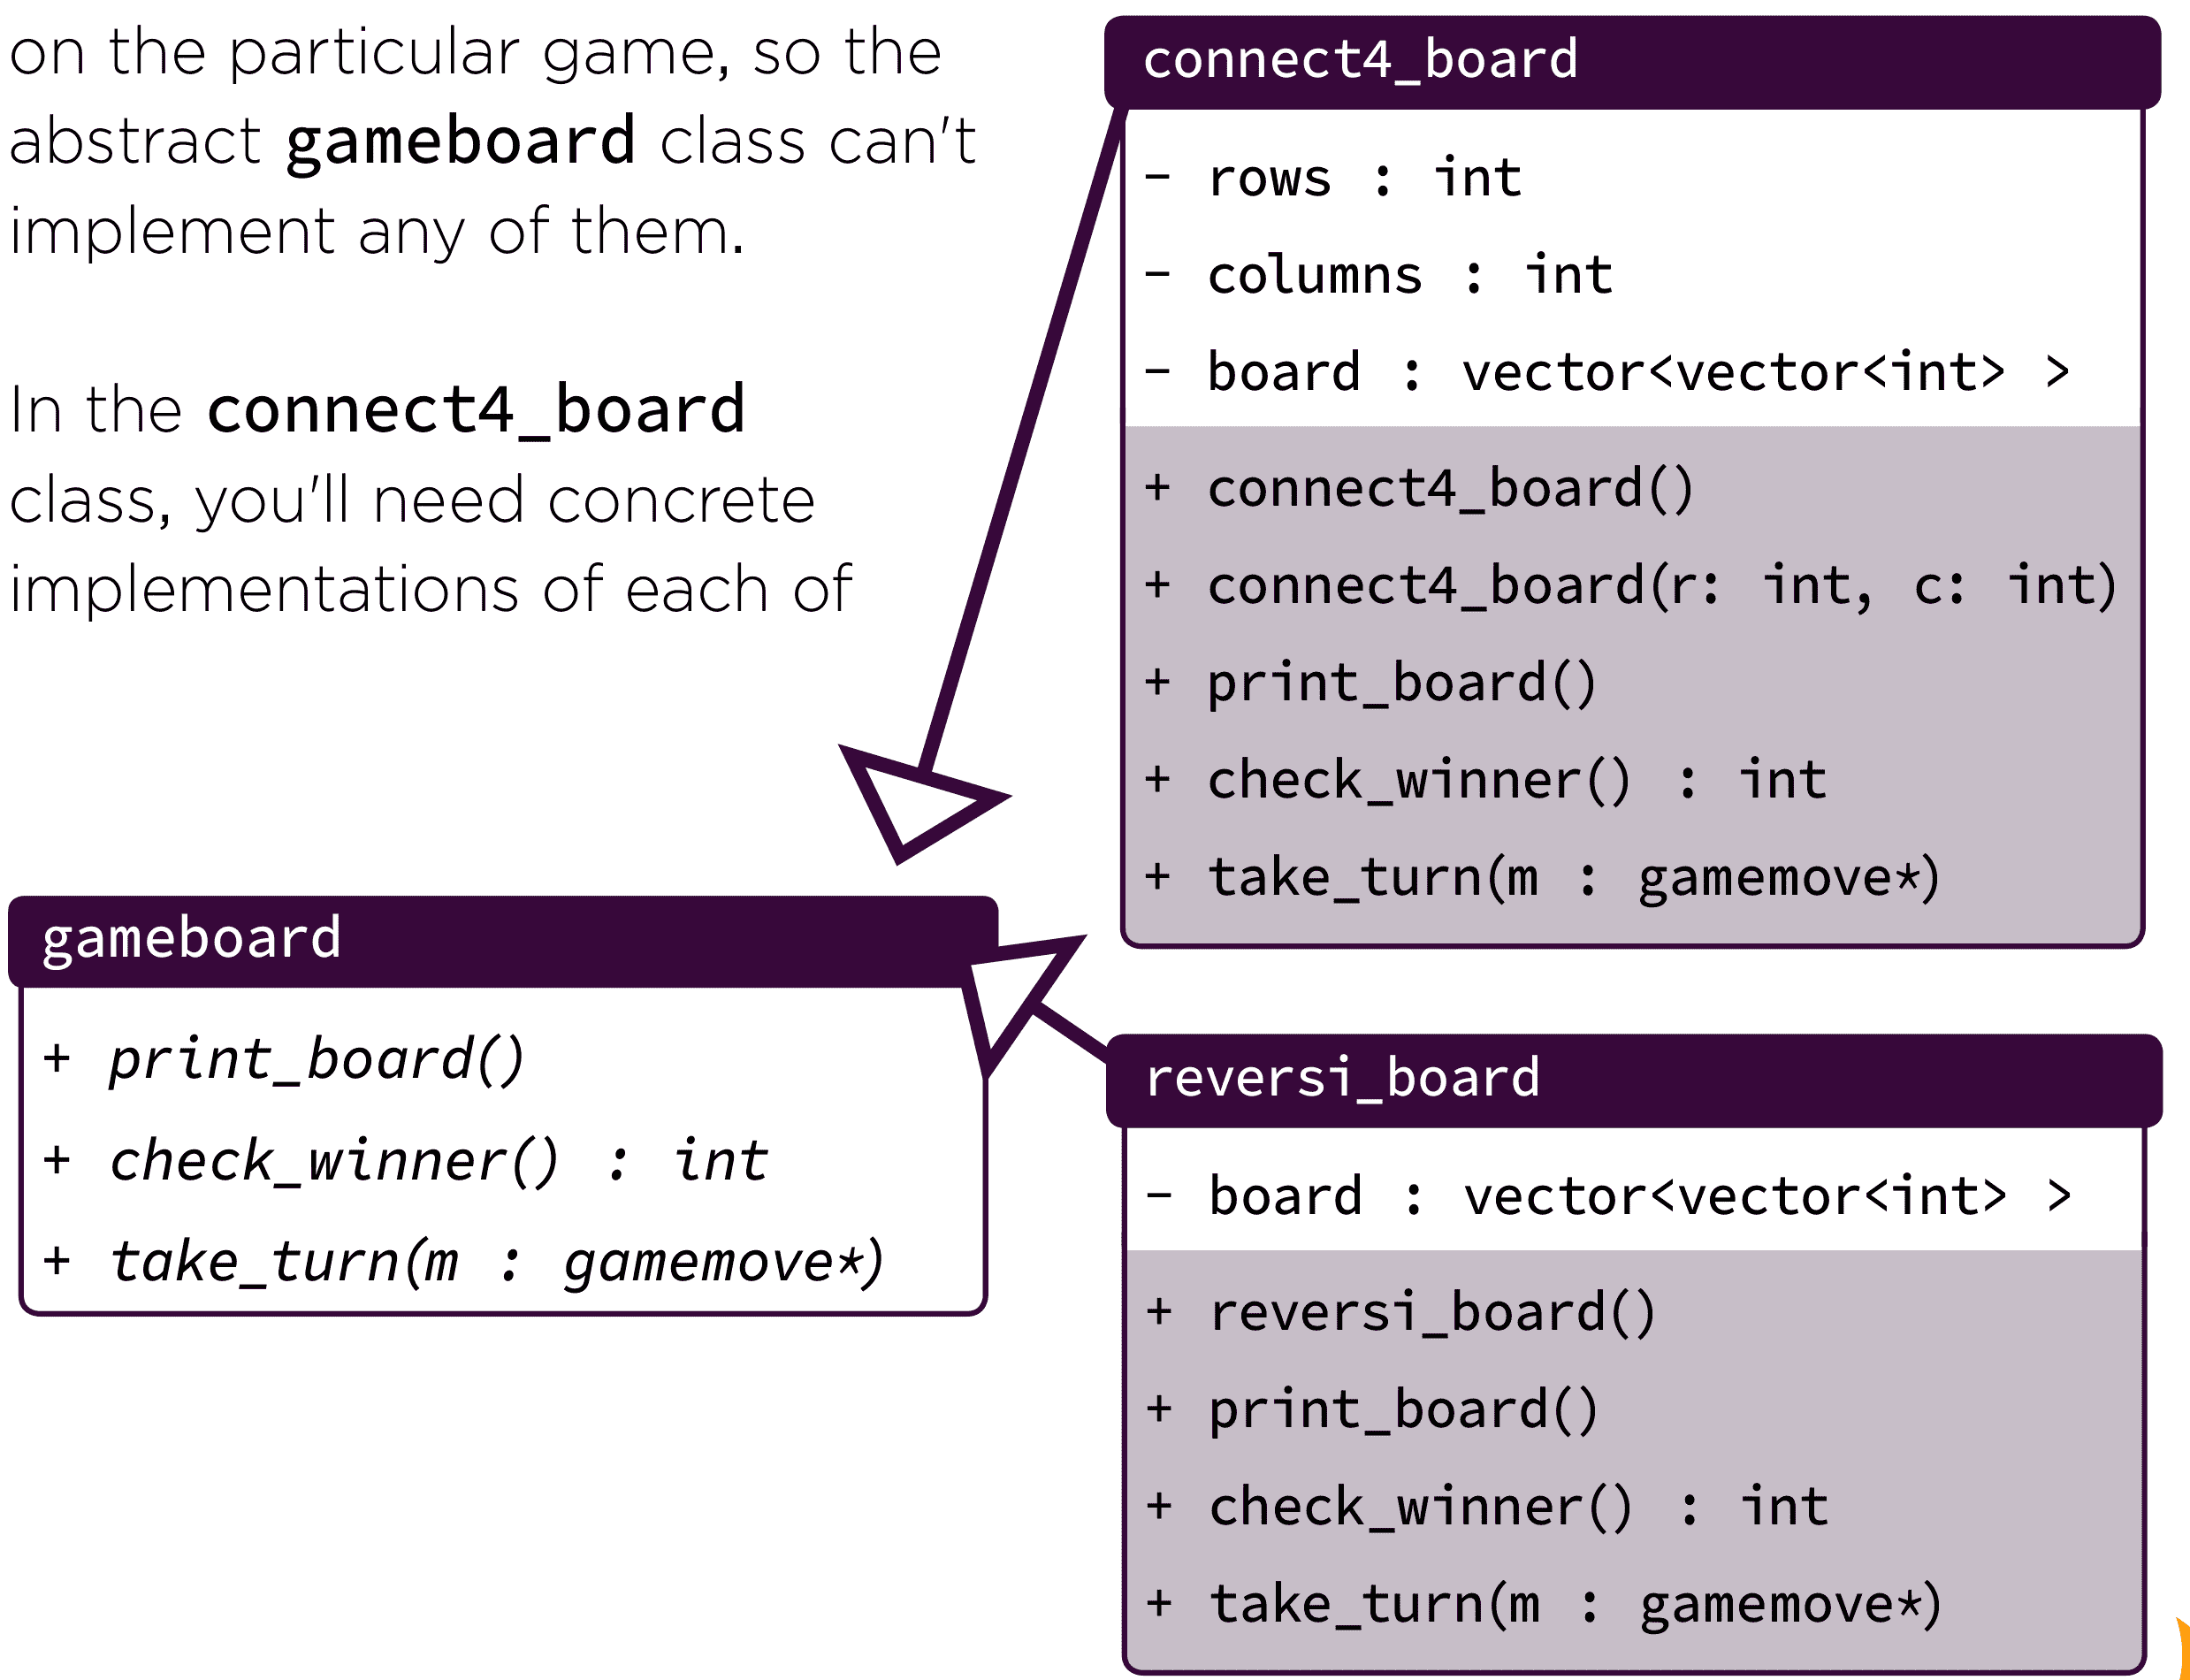 on the particular game, so the
abstract gameboard class can't
implement any of them.
In the connect4_board
class, you'll need concrete
implementations of each of
connect4_board
- rows : int
- columns : int
- board : vector<vector<int> >
+ connect4_board()
+ connect4_board(r: int, c: int)
+ print_board()
+ check_winner() : int
+ take_turn(m : gamemove*)
gameboard
+ print_board()
+ check_winner() : int
+ take_turn(m : gamemove*)
reversi_board
- board : vector<vector<int> >
+ reversi_board()
+ print_board()
+ check_winner() : int
+ take_turn(m : gamemove*)